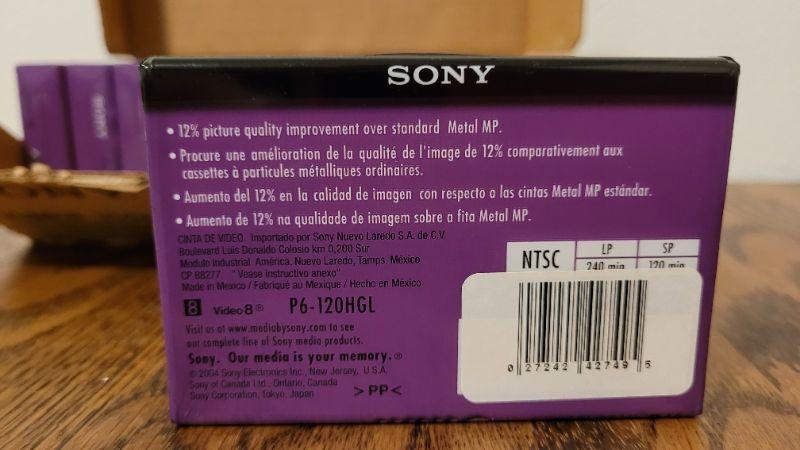 SONY
• 12% picture quality improvement over standard Metal MP.
• Procure une amélioration de la qualité de l'image de 12% comparativement aux
cassettes à particules métalliques ordinaires.
• Aumento del 12% en la calidad de imagen con respecto a las cintas Metal MP estándar.
• Aumento de 12% na qualidade de imagem sobre a fita Metal MP.
CINTA DE VIDEO. Importado por Sony Nuevo Laredo S.A. de C.V.
Boulevard Luis Donaldo Colosio km 0,200 Sur
Modulo Industrial América. Nuevo Laredo, Tamps. México
CP 88277 "Vease instructivo anexo"
Made in Mexico / Fabriqué au Mexique / Hecho en México
8 Video8® P6-120HGL
Visit us at www.mediabysony.com to see
our complete line of Sony media products.
Sony. Our media is your memory.®
© 2004 Sony Electronics Inc., New Jersey, U.S.A.
Sony of Canada Ltd., Ontario, Canada
Sony Corporation, Tokyo, Japan
>PP<
NTSC LP SP
240 min 120 min
0 27242 42749 5